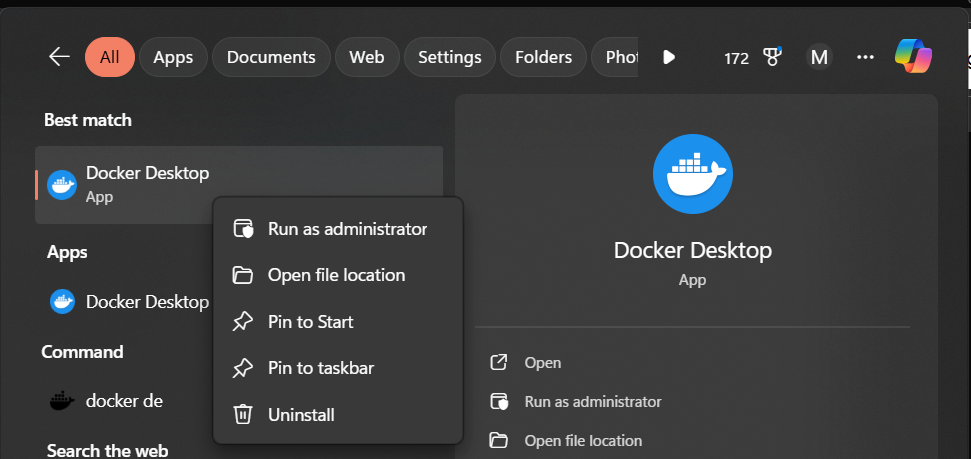 All
Apps
Documents
Web
Settings
Folders
172
M
Best match
Docker Desktop
App
Run as administrator
Open file location
Pin to Start
Pin to taskbar
Uninstall
Apps
Docker Desktop
Command
docker de
Search the web
Docker Desktop
App
Open
Run as administrator
Open file location